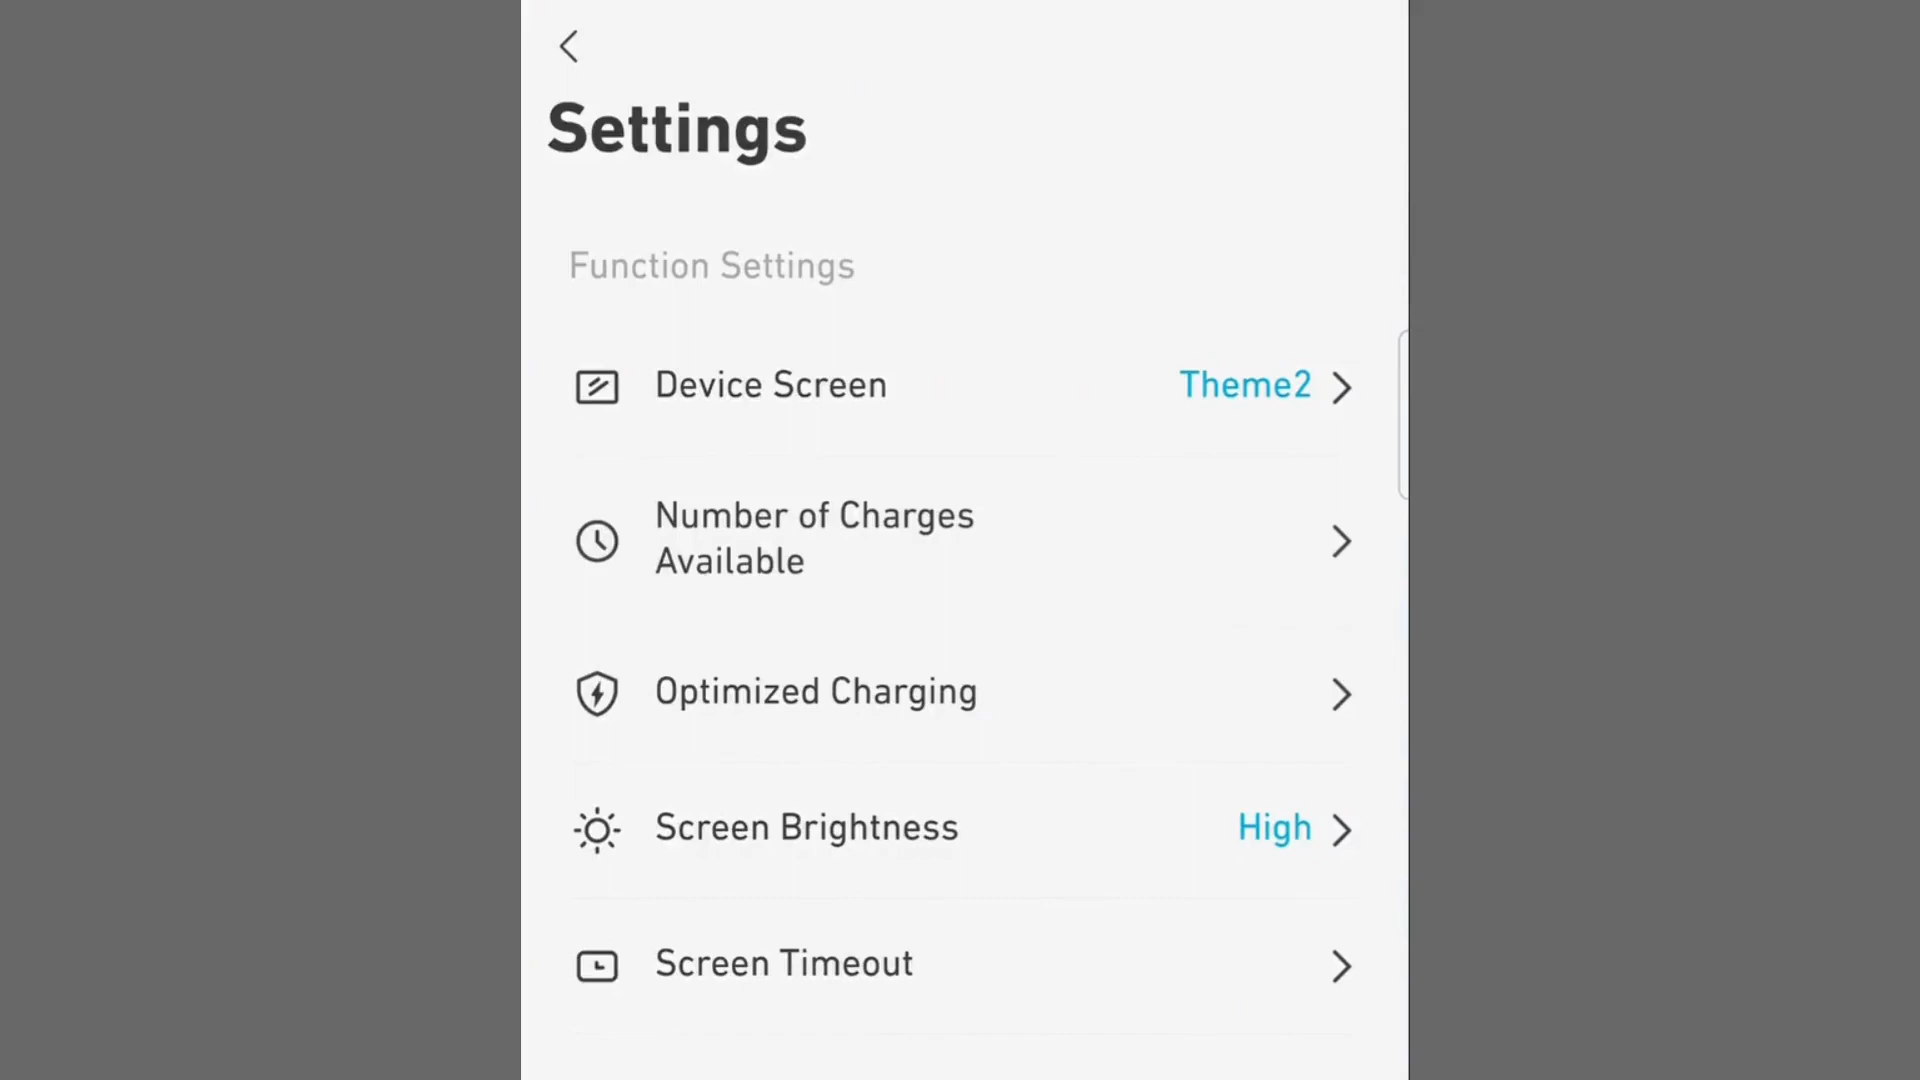 Settings
Function Settings
Device Screen Theme2
Number of Charges
Available
Optimized Charging
Screen Brightness High
Screen Timeout